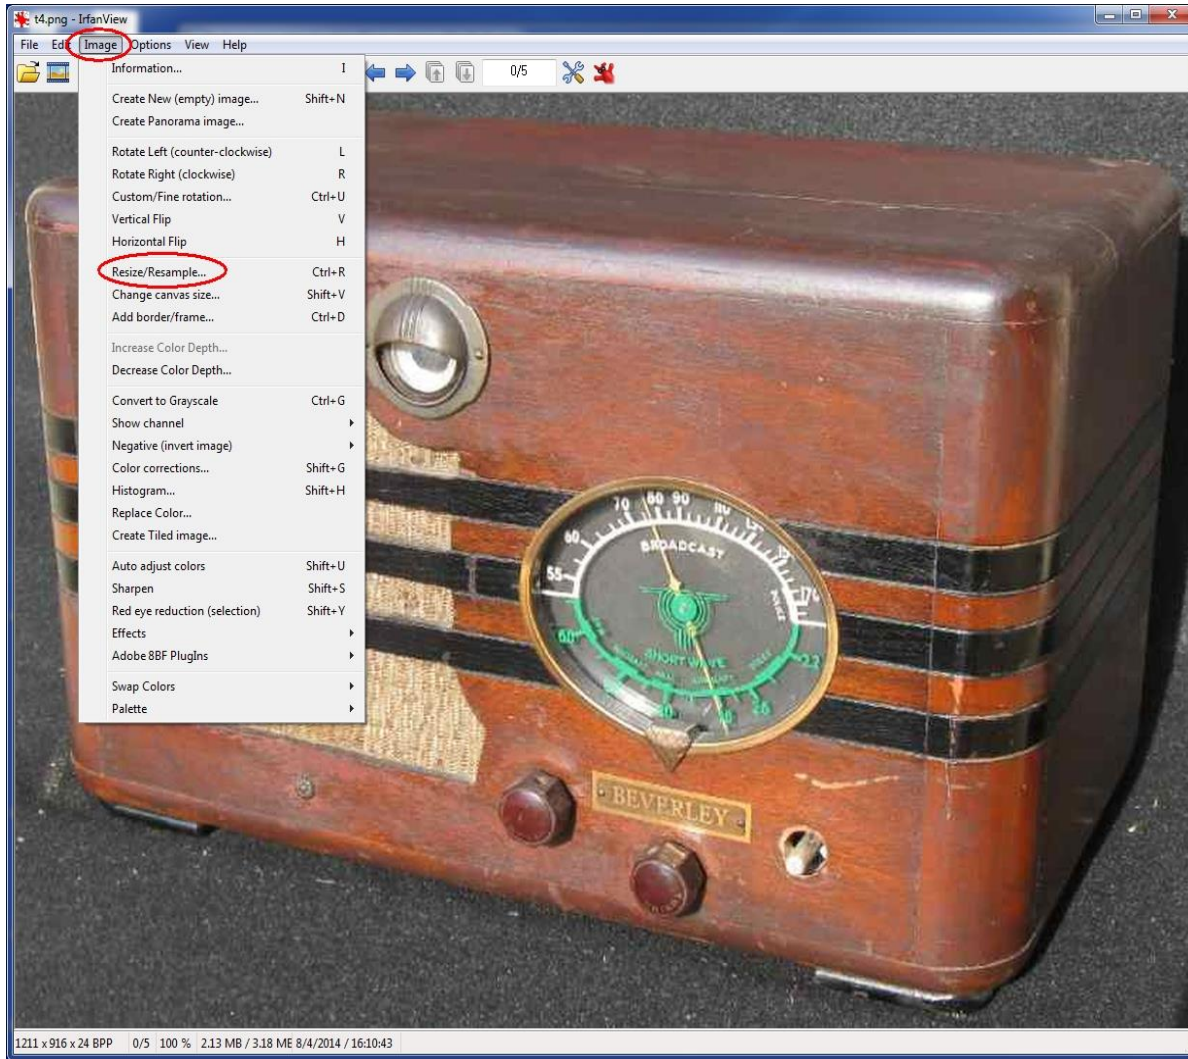 t4.png - IrfanView
File Edit Image Options View Help
0/5
Information... I
Create New (empty) image... Shift+N
Create Panorama image...
Rotate Left (counter-clockwise) L
Rotate Right (clockwise) R
Custom/Fine rotation... Ctrl+U
Vertical Flip V
Horizontal Flip H
Resize/Resample... Ctrl+R
Change canvas size... Shift+V
Add border/frame... Ctrl+D
Increase Color Depth...
Decrease Color Depth...
Convert to Grayscale Ctrl+G
Show channel
Negative (invert image)
Color corrections... Shift+G
Histogram... Shift+H
Replace Color...
Create Tiled image...
Auto adjust colors Shift+U
Sharpen Shift+S
Red eye reduction (selection) Shift+Y
Effects
Adobe 8BF PlugIns
Swap Colors
Palette
55 60 70 80 90 110
BROADCAST
POLICE
SHORT WAVE
BEVERLEY
1211 x 916 x 24 BPP 0/5 100 % 2.13 MB / 3.18 ME 8/4/2014 / 16:10:43